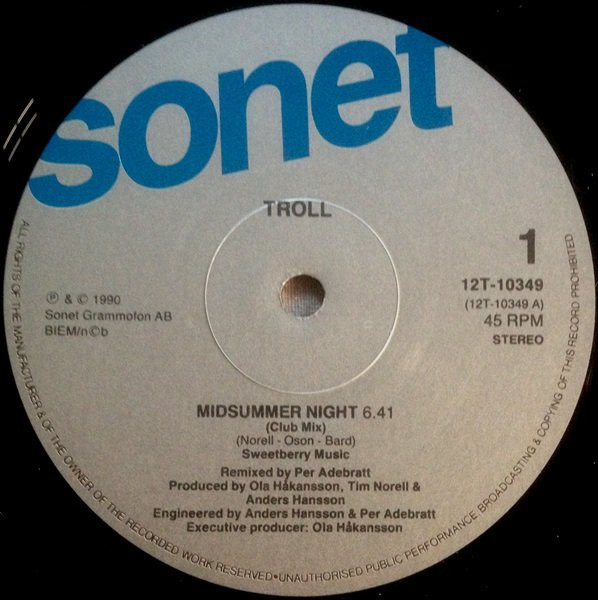 sonet
TROLL
1
12T-10349
(12T-10349 A)
45 RPM
STEREO
℗ & © 1990
Sonet Grammofon AB
BIEM/n©b
MIDSUMMER NIGHT 6.41
(Club Mix)
(Norell - Oson - Bard)
Sweetberry Music
Remixed by Per Adebratt
Produced by Ola Håkansson, Tim Norell &
Anders Hansson
Engineered by Anders Hansson & Per Adebratt
Executive producer: Ola Håkansson
ALL RIGHTS OF THE MANUFACTURER & OF THE OWNER OF THE RECORDED WORK RESERVED•UNAUTHORISED PUBLIC PERFORMANCE BROADCASTING & COPYING OF THIS RECORD PROHIBITED